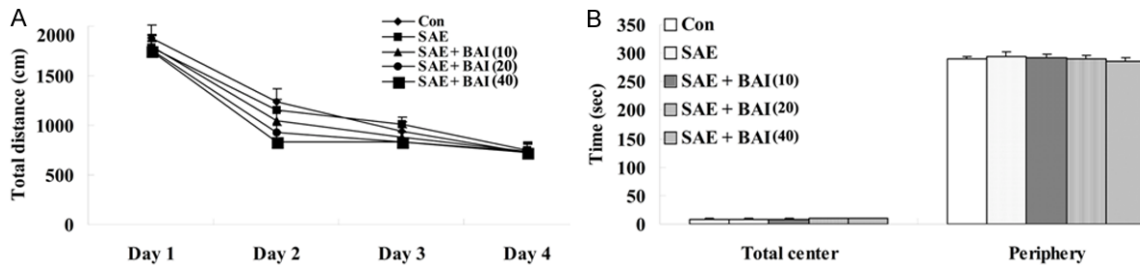 A
Total distance (cm)
2000
1500
1000
500
0
Day 1
Day 2
Day 3
Day 4
Con
SAE
SAE + BAI (10)
SAE + BAI (20)
SAE + BAI (40)
B
Time (sec)
350
300
250
200
150
100
50
0
Con
SAE
SAE + BAI (10)
SAE + BAI (20)
SAE + BAI (40)
Total center
Periphery